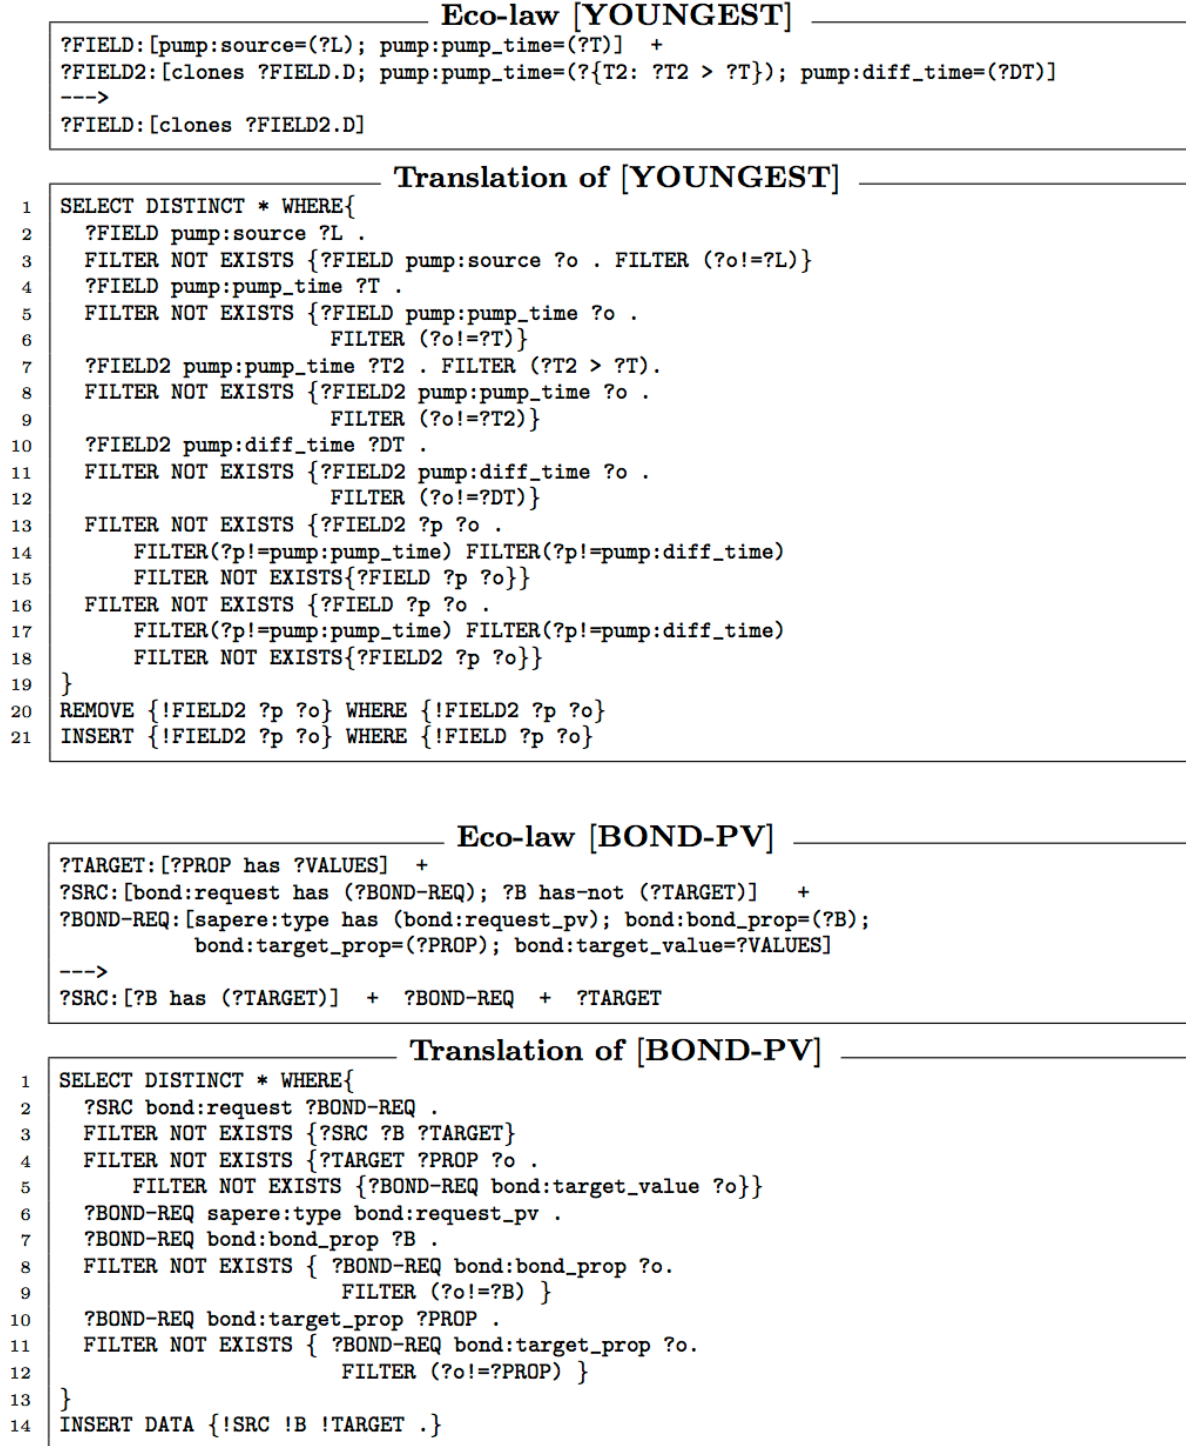 Eco-law [YOUNGEST]
?FIELD:[pump:source=(?L); pump:pump_time=(?T)]  +
?FIELD2:[clones ?FIELD.D; pump:pump_time=(?{T2: ?T2 > ?T}); pump:diff_time=(?DT)]
--->
?FIELD:[clones ?FIELD2.D]
Translation of [YOUNGEST]
1 SELECT DISTINCT * WHERE{
2 ?FIELD pump:source ?L .
3 FILTER NOT EXISTS {?FIELD pump:source ?o . FILTER (?o!=?L)}
4 ?FIELD pump:pump_time ?T .
5 FILTER NOT EXISTS {?FIELD pump:pump_time ?o .
6 FILTER (?o!=?T)}
7 ?FIELD2 pump:pump_time ?T2 . FILTER (?T2 > ?T).
8 FILTER NOT EXISTS {?FIELD2 pump:pump_time ?o .
9 FILTER (?o!=?T2)}
10 ?FIELD2 pump:diff_time ?DT .
11 FILTER NOT EXISTS {?FIELD2 pump:diff_time ?o .
12 FILTER (?o!=?DT)}
13 FILTER NOT EXISTS {?FIELD2 ?p ?o .
14 FILTER(?p!=pump:pump_time) FILTER(?p!=pump:diff_time)
15 FILTER NOT EXISTS{?FIELD ?p ?o}}
16 FILTER NOT EXISTS {?FIELD ?p ?o .
17 FILTER(?p!=pump:pump_time) FILTER(?p!=pump:diff_time)
18 FILTER NOT EXISTS{?FIELD2 ?p ?o}}
19 }
20 REMOVE {!FIELD2 ?p ?o} WHERE {!FIELD2 ?p ?o}
21 INSERT {!FIELD2 ?p ?o} WHERE {!FIELD ?p ?o}
Eco-law [BOND-PV]
?TARGET:[?PROP has ?VALUES]  +
?SRC:[bond:request has (?BOND-REQ); ?B has-not (?TARGET)]  +
?BOND-REQ:[sapere:type has (bond:request_pv); bond:bond_prop=(?B);
bond:target_prop=(?PROP); bond:target_value=?VALUES]
--->
?SRC:[?B has (?TARGET)]  +  ?BOND-REQ  +  ?TARGET
Translation of [BOND-PV]
1 SELECT DISTINCT * WHERE{
2 ?SRC bond:request ?BOND-REQ .
3 FILTER NOT EXISTS {?SRC ?B ?TARGET}
4 FILTER NOT EXISTS {?TARGET ?PROP ?o .
5 FILTER NOT EXISTS {?BOND-REQ bond:target_value ?o}}
6 ?BOND-REQ sapere:type bond:request_pv .
7 ?BOND-REQ bond:bond_prop ?B .
8 FILTER NOT EXISTS { ?BOND-REQ bond:bond_prop ?o.
9 FILTER (?o!=?B) }
10 ?BOND-REQ bond:target_prop ?PROP .
11 FILTER NOT EXISTS { ?BOND-REQ bond:target_prop ?o.
12 FILTER (?o!=?PROP) }
13 }
14 INSERT DATA {!SRC !B !TARGET .}